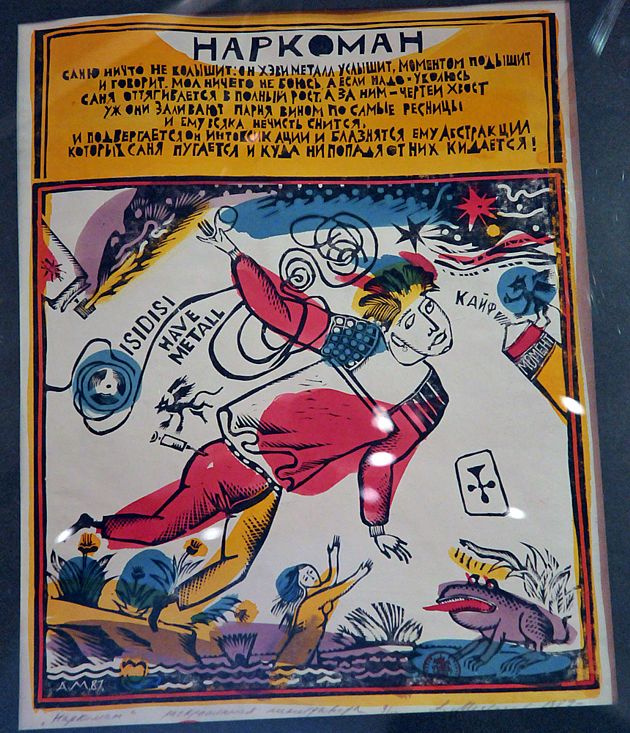 НАРКОМАН
САНЮ НИЧТО НЕ КОЛЫШИТ: ОН ХЭВИ МЕТАЛЛ УСЛЫШИТ, МОМЕНТОМ ПОДЫШИТ
И ГОВОРИТ. МОЛ НИЧЕГО НЕ БОЮСЬ А ЕСЛИ НАДО-УКОЛЮСЬ
САНЯ ОТТЯГИВАЕТСЯ В ПОЛНЫЙ РОСТ. А ЗА НИМ-ЧЕРТЕЙ ХВОСТ
УЖ ОНИ ЗАЛИВАЮТ ПАРНЯ ВИНОМ ПО САМЫЕ РЕСНИЦЫ
И ЕМУ ВСЯКА НЕЧИСТЬ СНИТСЯ.
И ПОДВЕРГАЕТСЯ ОН ИНТОКСИКАЦИИ И БЛАЗНЯТСЯ ЕМУ АБСТРАКЦИИ
КОТОРЫХ САНЯ ПУГАЕТСЯ И КУДА НИ ПОПАДЯ ОТ НИХ КИДАЕТСЯ!
КАЙФ
ISIDISI
HAVE
METALL
МОМЕНТ
А.М.87.
"Наркоман"